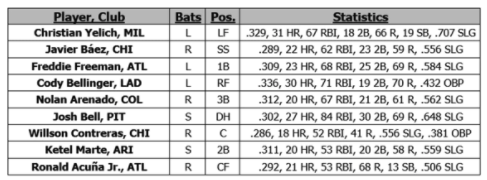 Player, Club Bats Pos. Statistics
Christian Yelich, MIL L LF .329, 31 HR, 67 RBI, 18 2B, 66 R, 19 SB, .707 SLG
Javier Báez, CHI R SS .289, 22 HR, 62 RBI, 23 2B, 59 R, .556 SLG
Freddie Freeman, ATL L 1B .309, 23 HR, 68 RBI, 25 2B, 69 R, .584 SLG
Cody Bellinger, LAD L RF .336, 30 HR, 71 RBI, 19 2B, 70 R, .432 OBP
Nolan Arenado, COL R 3B .312, 20 HR, 67 RBI, 21 2B, 61 R, .562 SLG
Josh Bell, PIT S DH .302, 27 HR, 84 RBI, 30 2B, 69 R, .648 SLG
Willson Contreras, CHI R C .286, 18 HR, 52 RBI, 41 R, .556 SLG, .381 OBP
Ketel Marte, ARI S 2B .311, 20 HR, 53 RBI, 20 2B, 58 R, .559 SLG
Ronald Acuña Jr., ATL R CF .292, 21 HR, 53 RBI, 68 R, 13 SB, .506 SLG